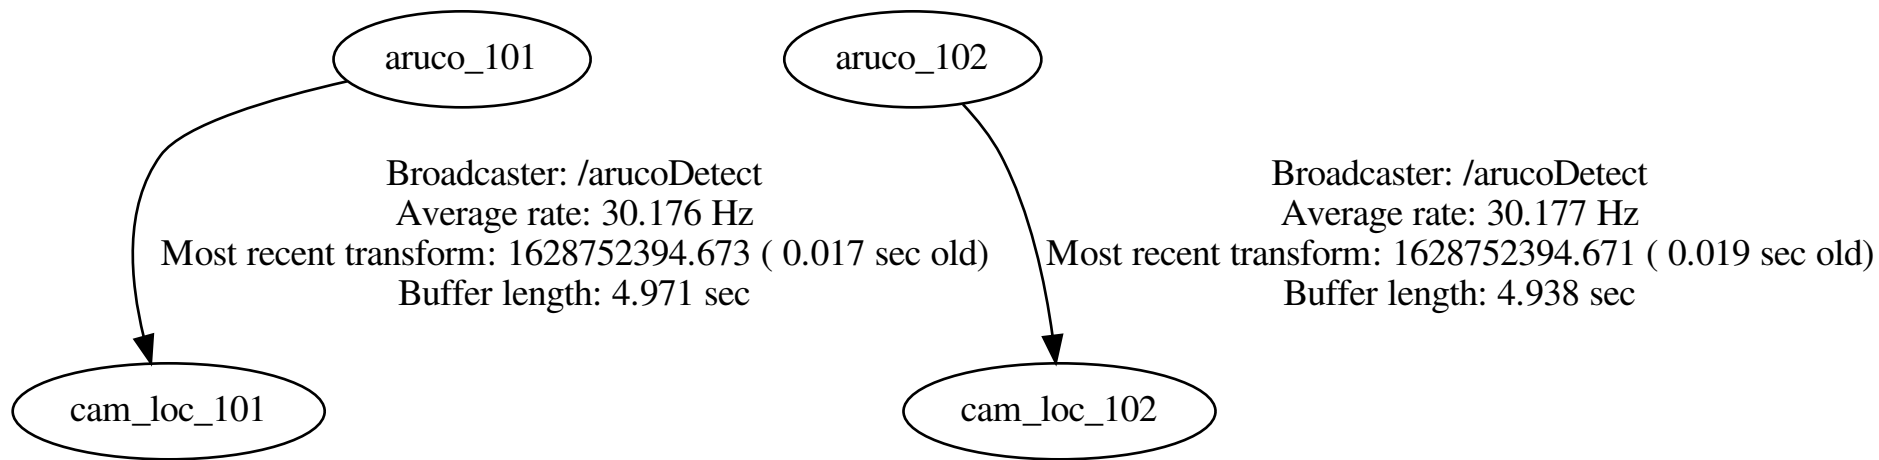 aruco_101
aruco_102
Broadcaster: /arucoDetect
Average rate: 30.176 Hz
Most recent transform: 1628752394.673 ( 0.017 sec old)
Buffer length: 4.971 sec
Broadcaster: /arucoDetect
Average rate: 30.177 Hz
Most recent transform: 1628752394.671 ( 0.019 sec old)
Buffer length: 4.938 sec
cam_loc_101
cam_loc_102